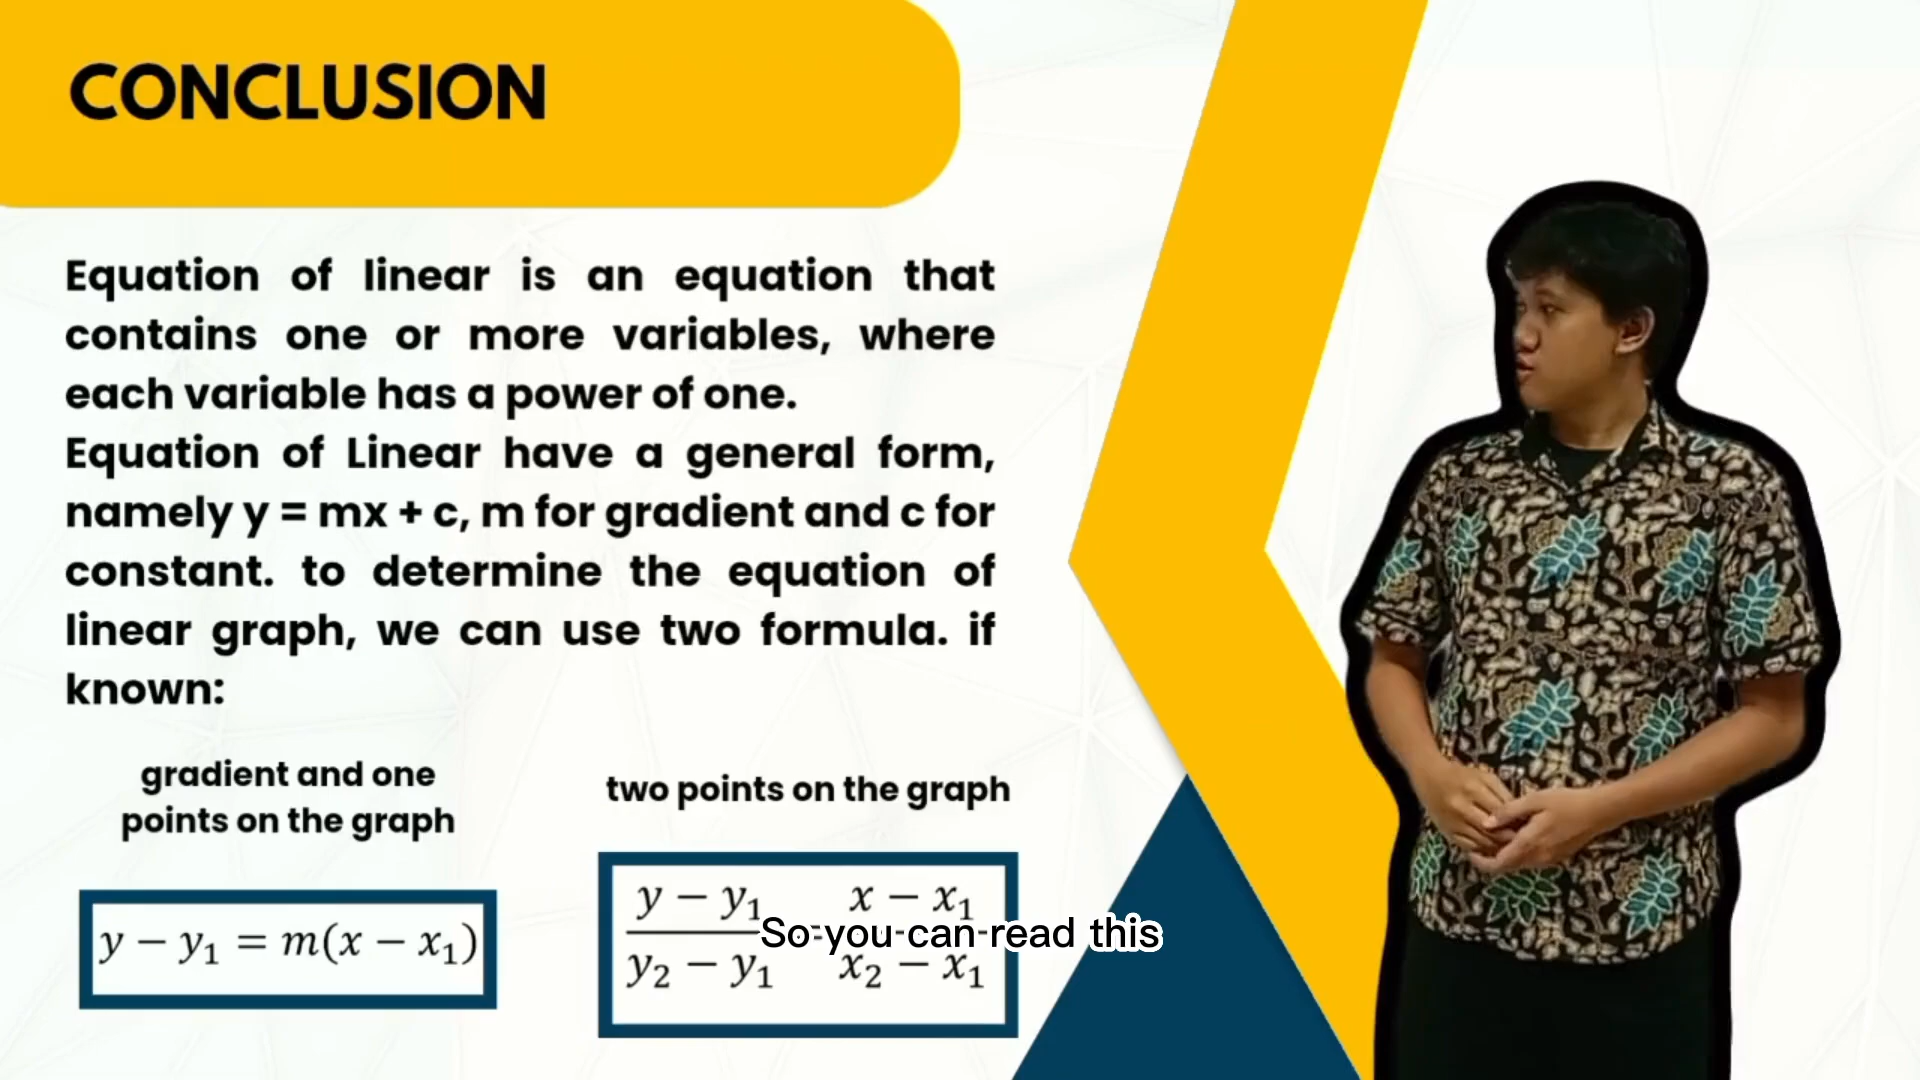 CONCLUSION
Equation of linear is an equation that
contains one or more variables, where
each variable has a power of one.
Equation of Linear have a general form,
namely y = mx + c, m for gradient and c for
constant. to determine the equation of
linear graph, we can use two formula. if
known:
gradient and one
points on the graph
y − y₁ = m(x − x₁)
two points on the graph
y − y₁ x − x₁
y₂ − y₁ x₂ − x₁
So you can read this